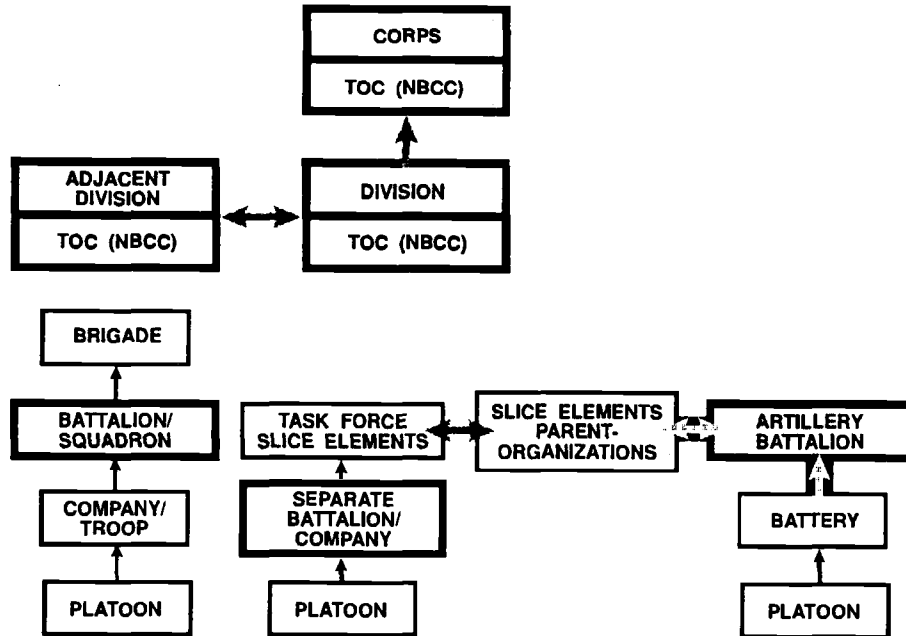 CORPS
TOC (NBCC)
ADJACENT
DIVISION
TOC (NBCC)
DIVISION
TOC (NBCC)
BRIGADE
BATTALION/
SQUADRON
COMPANY/
TROOP
PLATOON
TASK FORCE
SLICE ELEMENTS
SEPARATE
BATTALION/
COMPANY
PLATOON
SLICE ELEMENTS
PARENT-
ORGANIZATIONS
ARTILLERY
BATTALION
BATTERY
PLATOON